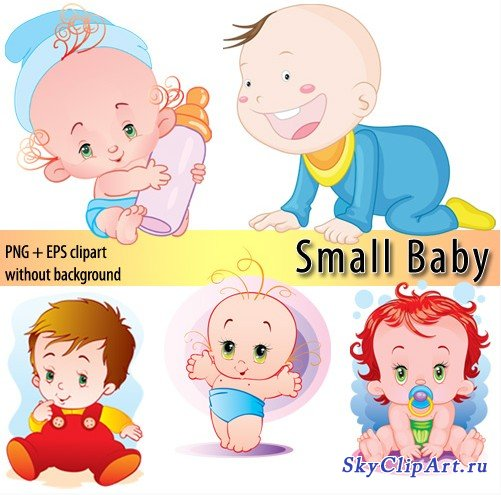 PNG + EPS clipart
without background
Small Baby
SkyClipArt.ru